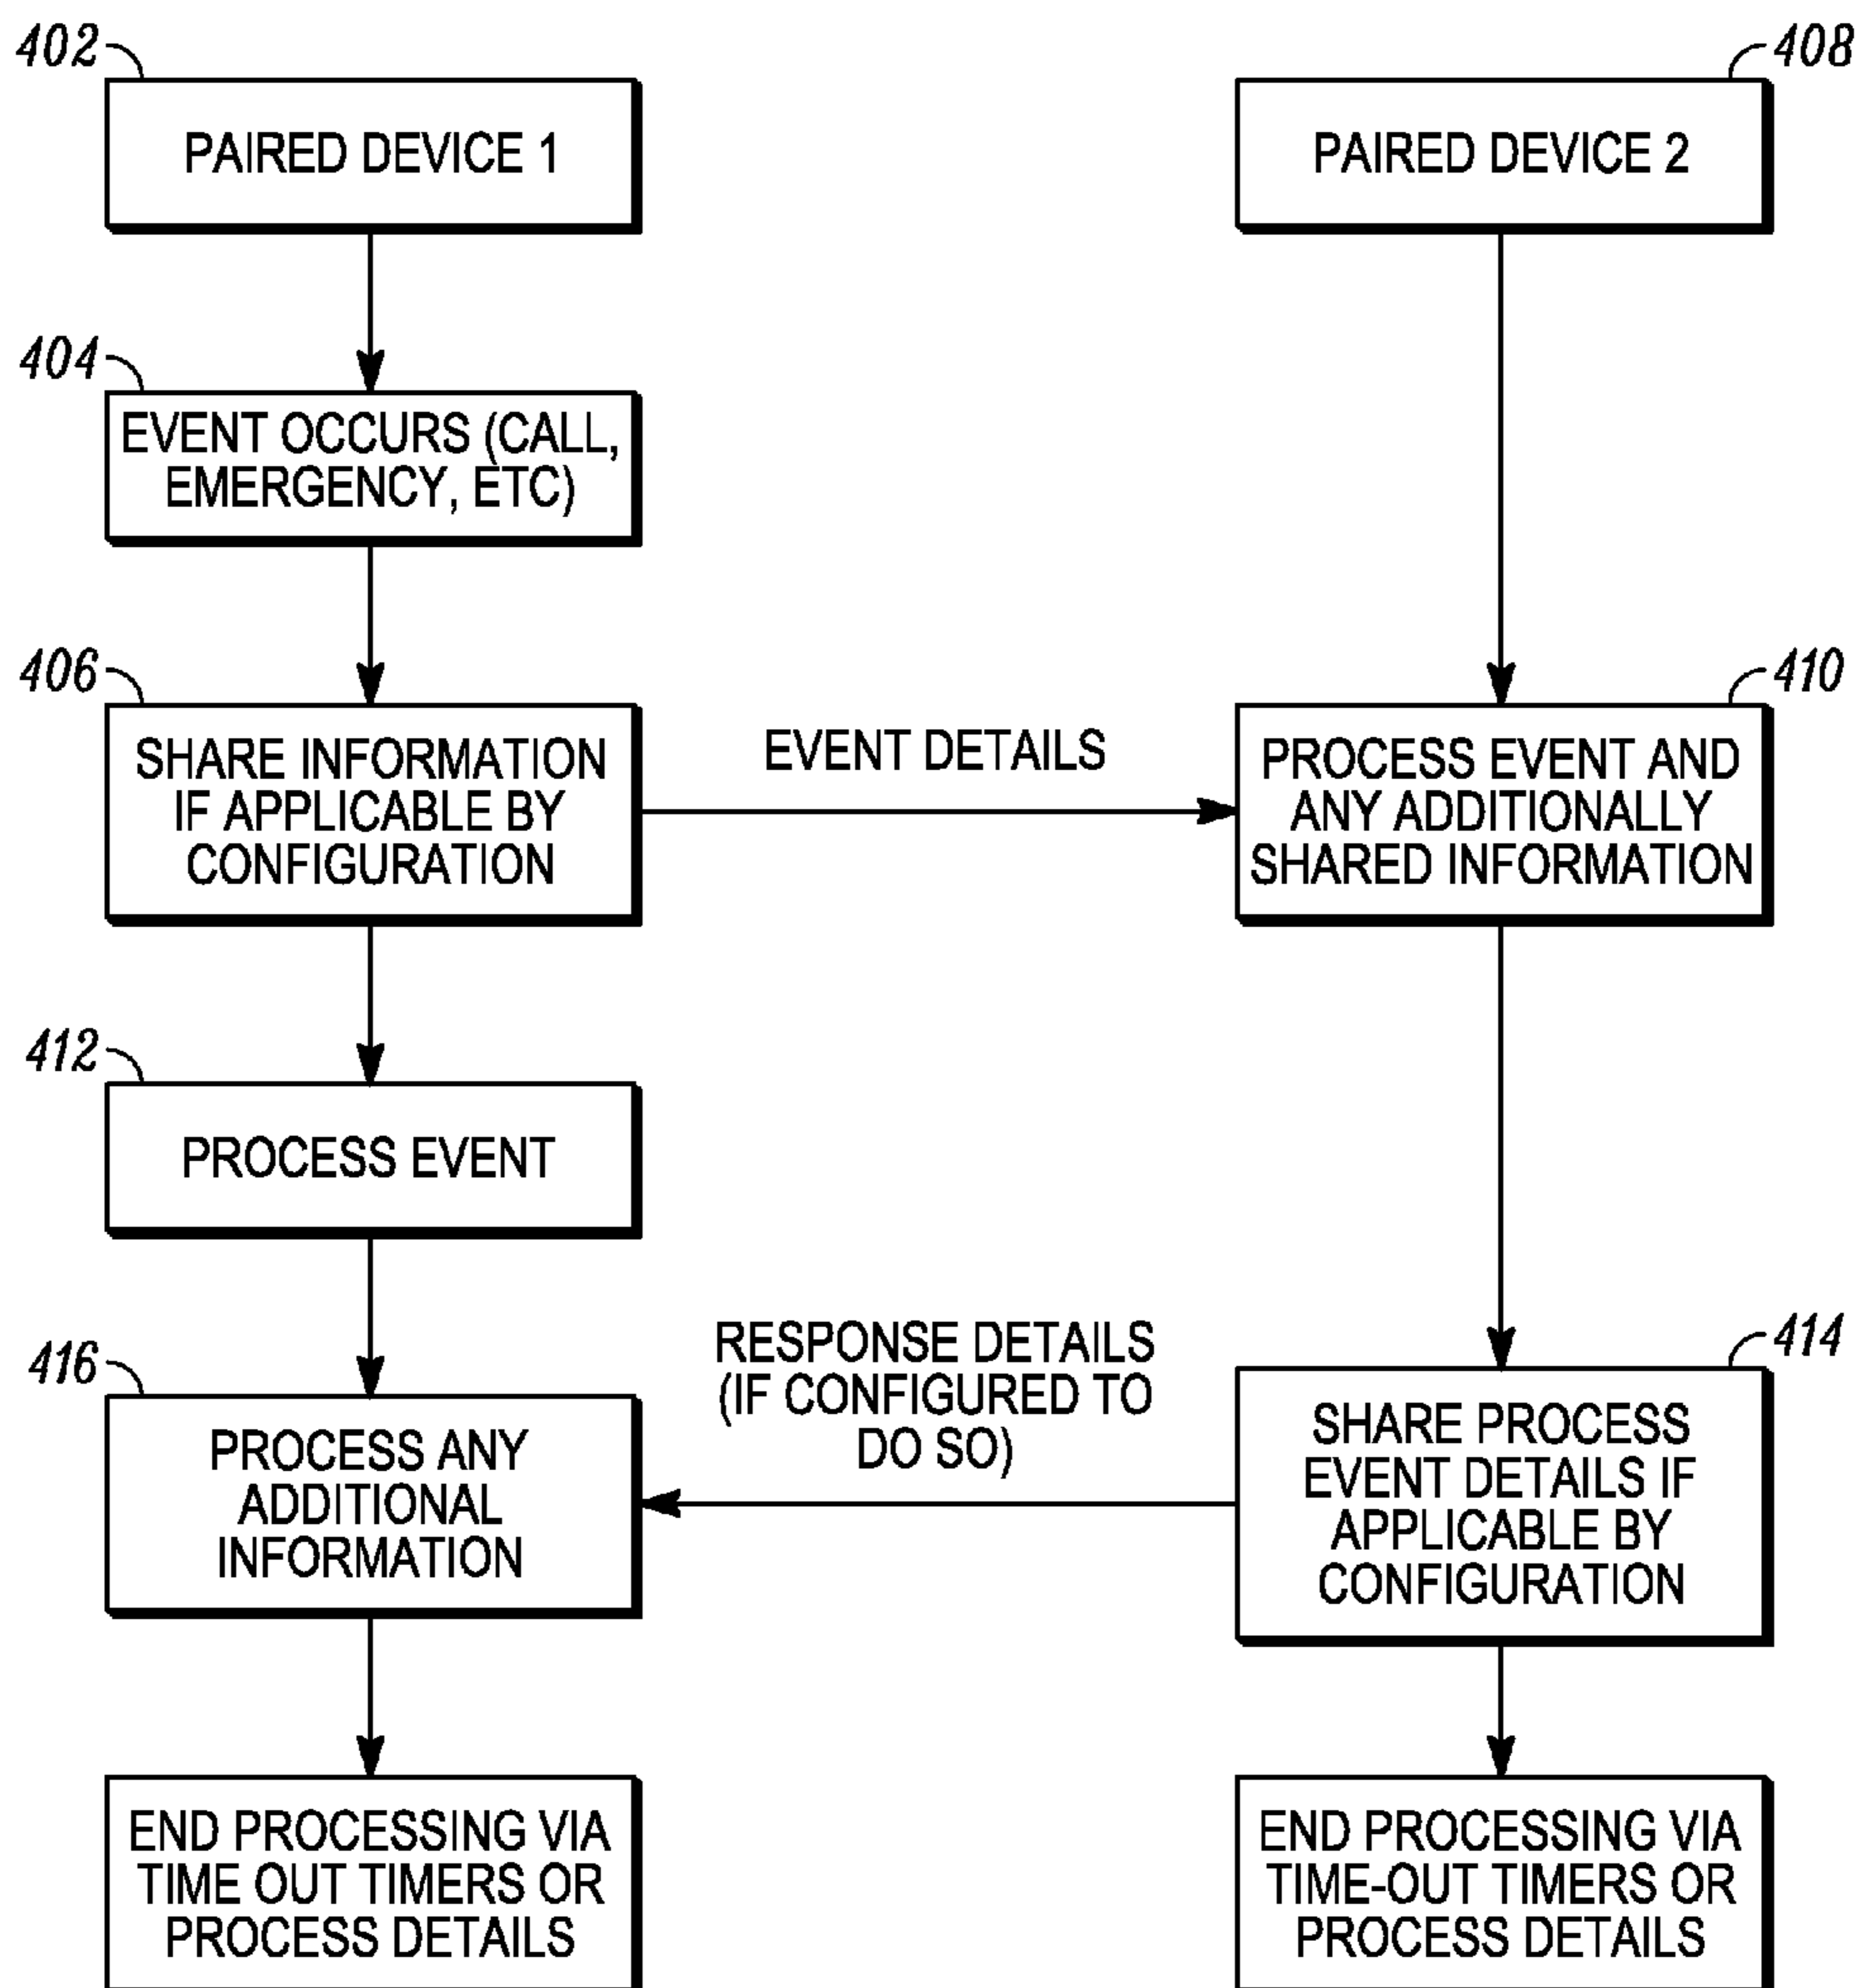 402
PAIRED DEVICE 1
408
PAIRED DEVICE 2
404
EVENT OCCURS (CALL,
EMERGENCY, ETC)
406
SHARE INFORMATION
IF APPLICABLE BY
CONFIGURATION
EVENT DETAILS
410
PROCESS EVENT AND
ANY ADDITIONALLY
SHARED INFORMATION
412
PROCESS EVENT
416
PROCESS ANY
ADDITIONAL
INFORMATION
RESPONSE DETAILS
(IF CONFIGURED TO
DO SO)
414
SHARE PROCESS
EVENT DETAILS IF
APPLICABLE BY
CONFIGURATION
END PROCESSING VIA
TIME OUT TIMERS OR
PROCESS DETAILS
END PROCESSING VIA
TIME-OUT TIMERS OR
PROCESS DETAILS